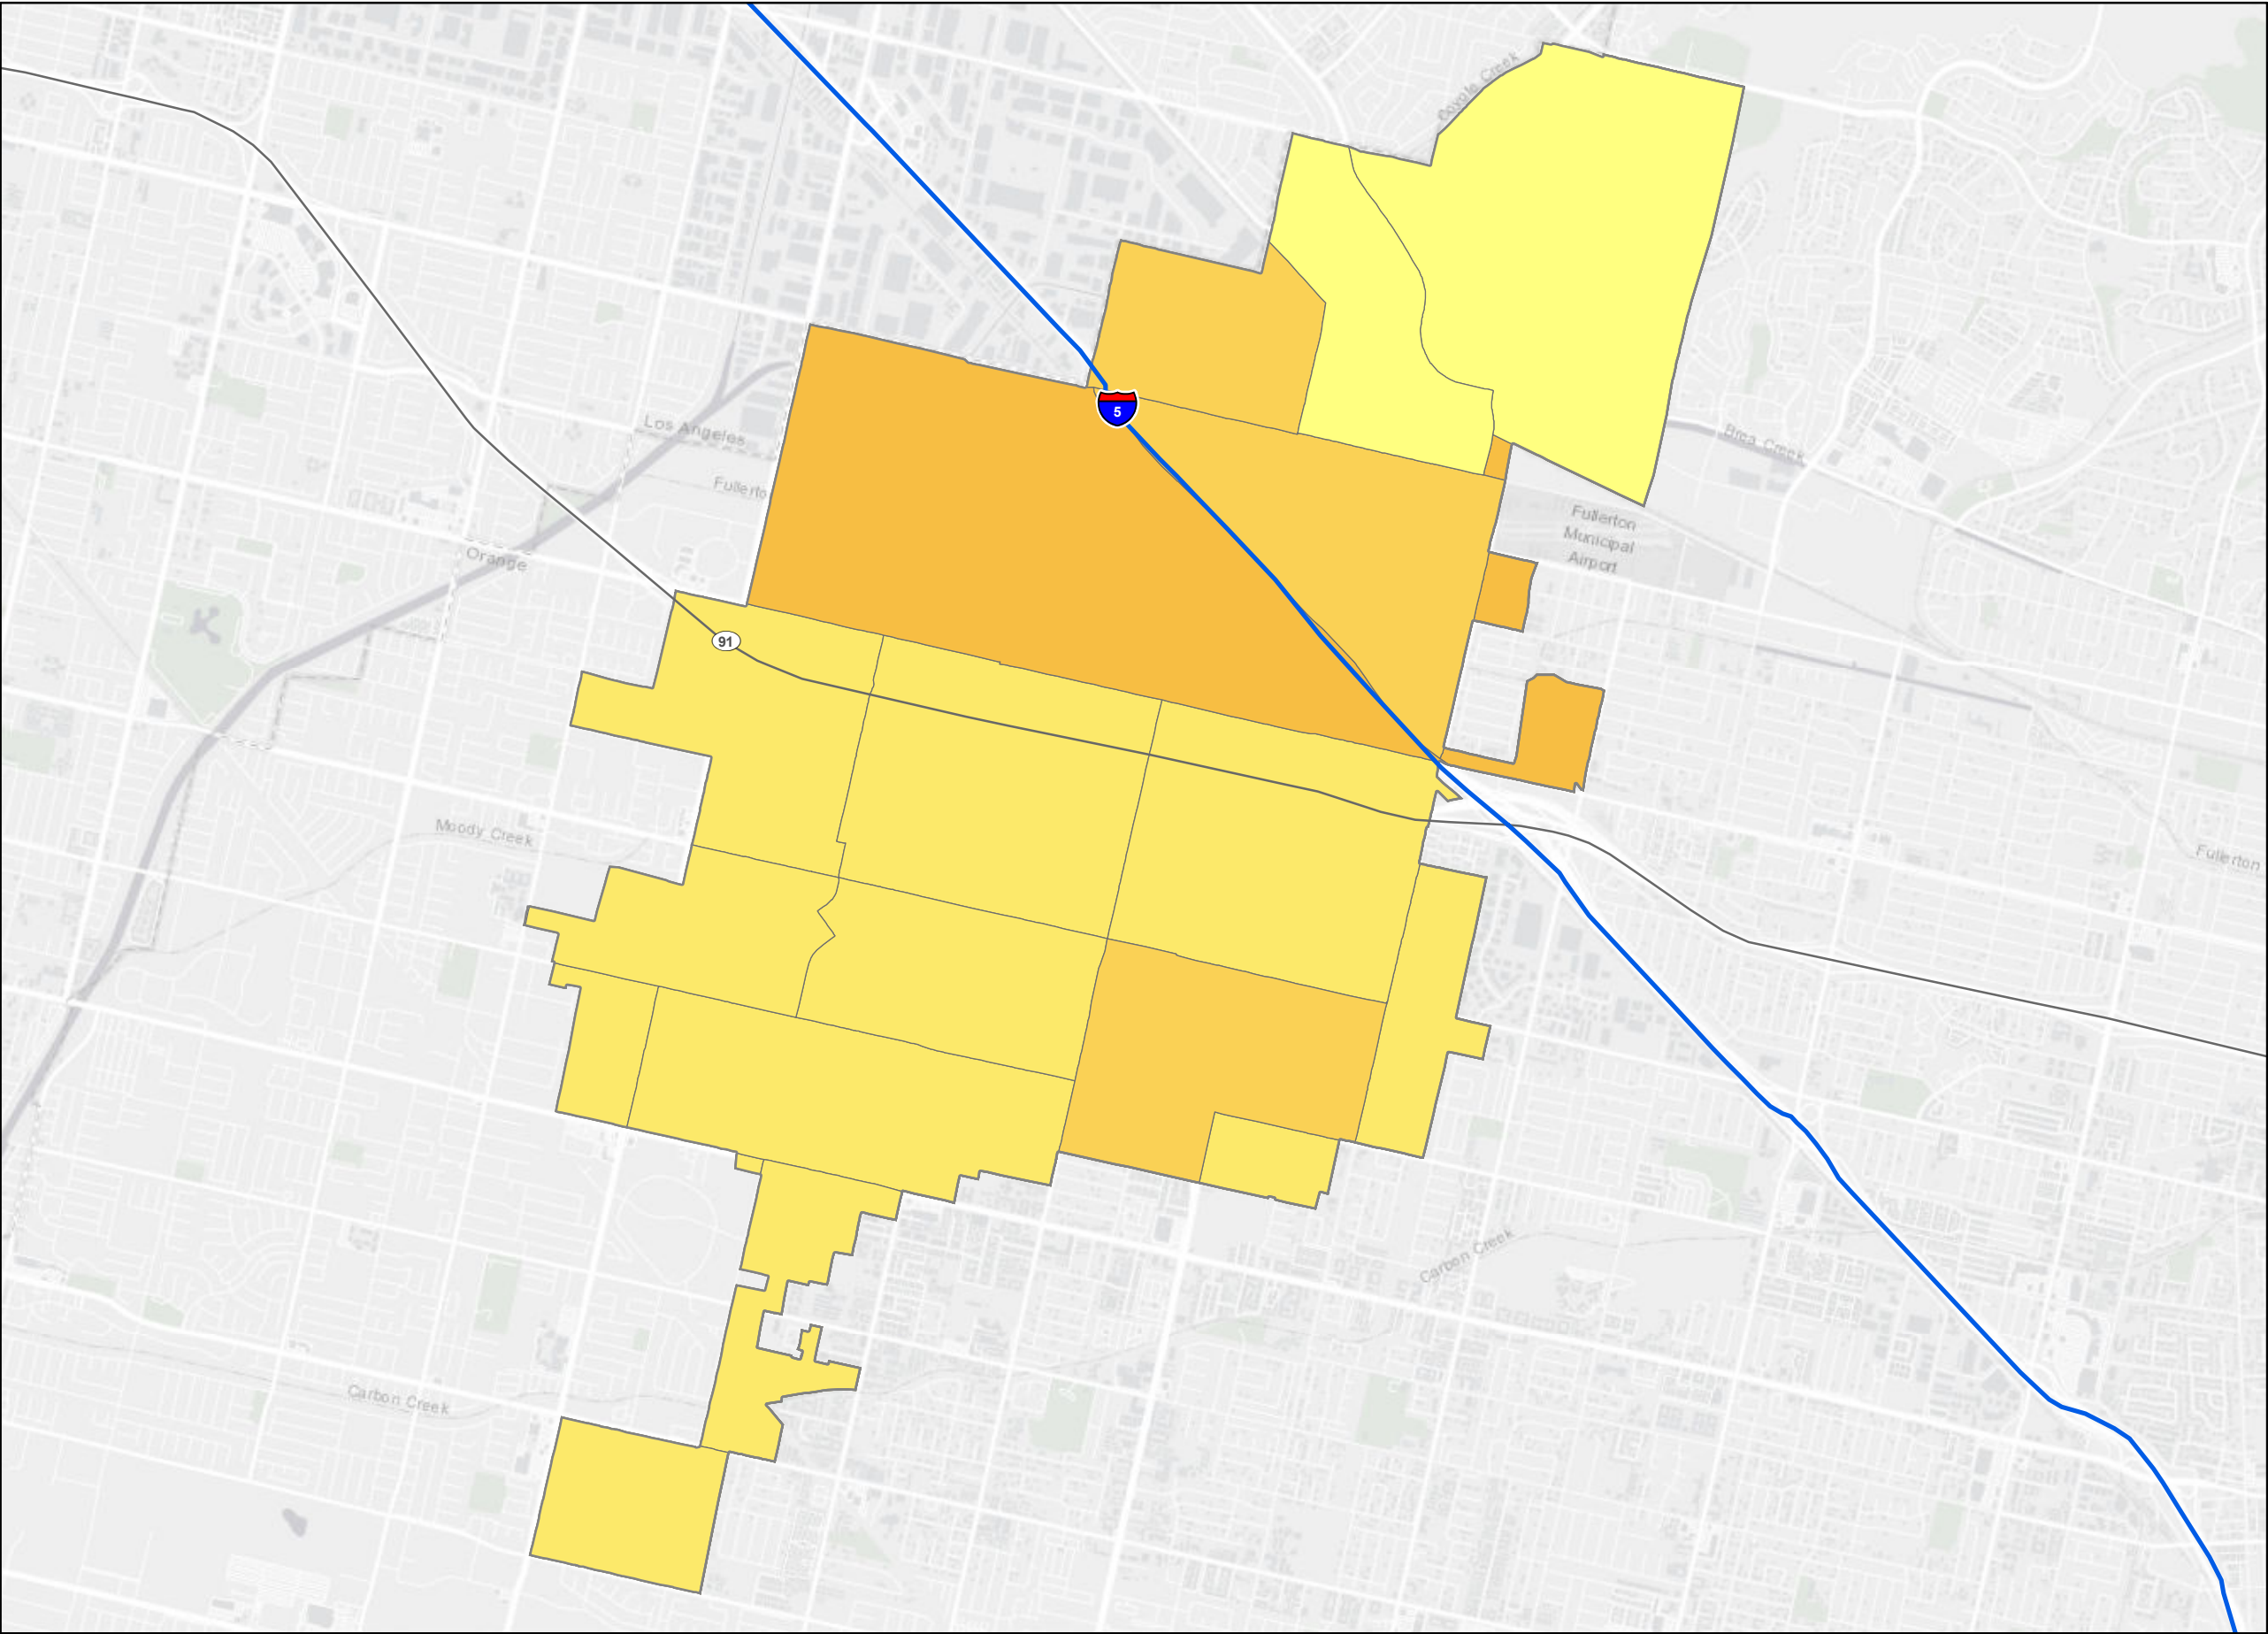 Coyote Creek
5
Los Angeles
Fullerto
Brea Creek
Fullerton
Municipal
Airport
Orange
91
Moody Creek
Fullerton
Carbon Creek
Carbon Creek